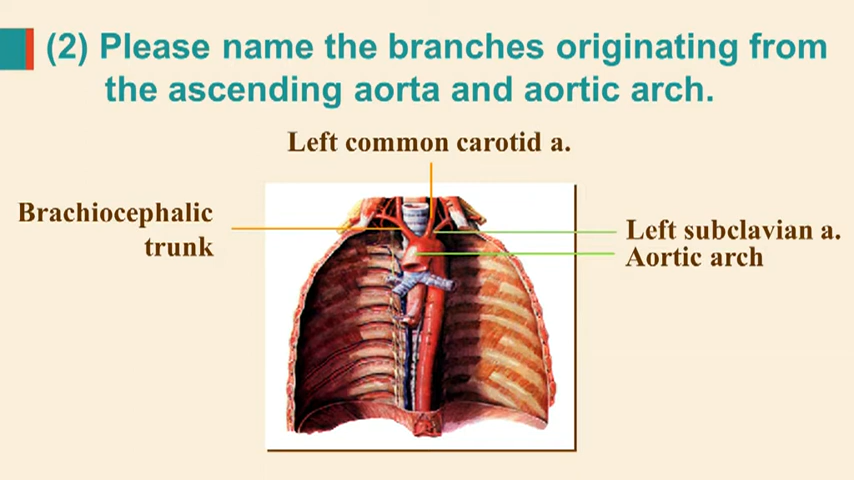 (2) Please name the branches originating from
the ascending aorta and aortic arch.
Left common carotid a.
Brachiocephalic
trunk
Left subclavian a.
Aortic arch